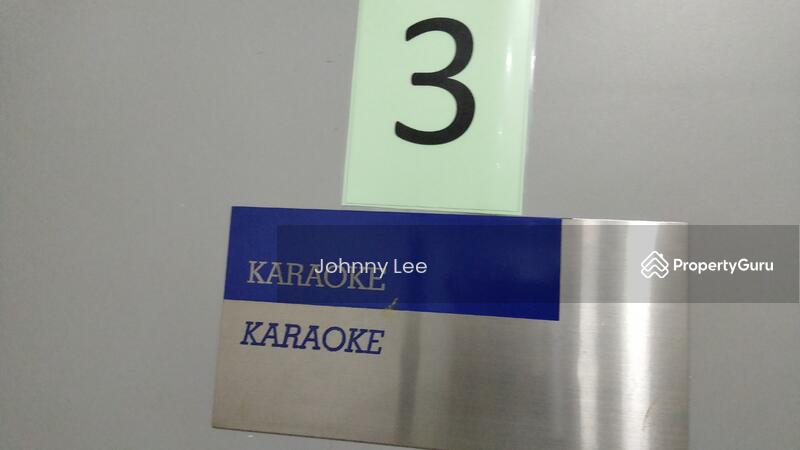 3
KARAOKE
Johnny Lee
PropertyGuru
KARAOKE